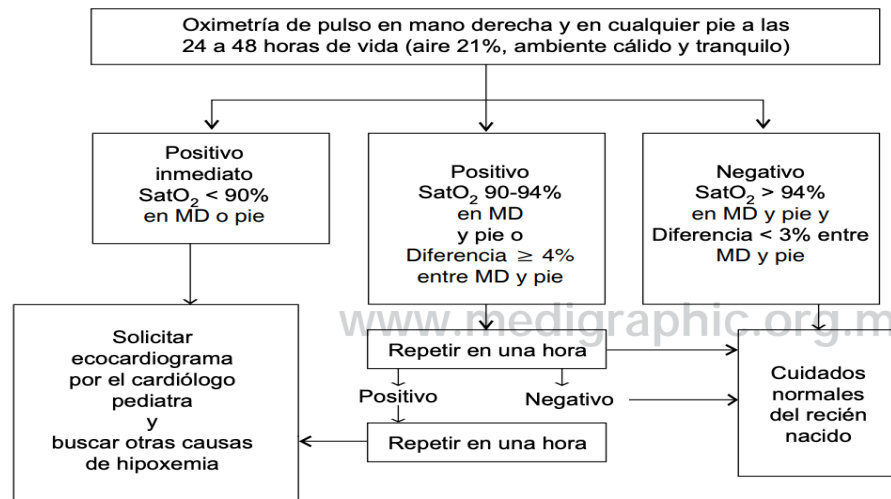 Oximetría de pulso en mano derecha y en cualquier pie a las
24 a 48 horas de vida (aire 21%, ambiente cálido y tranquilo)
Positivo
inmediato
SatO₂ < 90%
en MD o pie
Positivo
SatO₂ 90-94%
en MD
y pie o
Diferencia ≥ 4%
entre MD y pie
Negativo
SatO₂ > 94%
en MD y pie y
Diferencia < 3% entre
MD y pie
www.medigraphic.org.m
Solicitar
ecocardiograma
por el cardiólogo
pediatra
y
buscar otras causas
de hipoxemia
Repetir en una hora
Positivo
Negativo
Repetir en una hora
Cuidados
normales
del recién
nacido